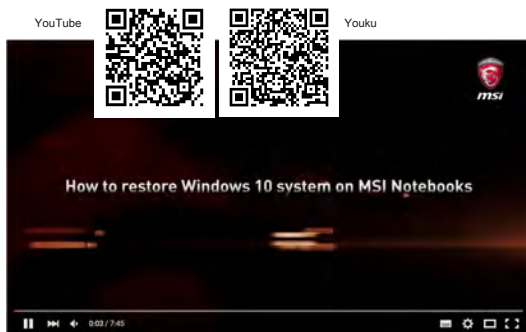 YouTube
Youku
msi
How to restore Windows 10 system on MSI Notebooks
0:03 / 7:45